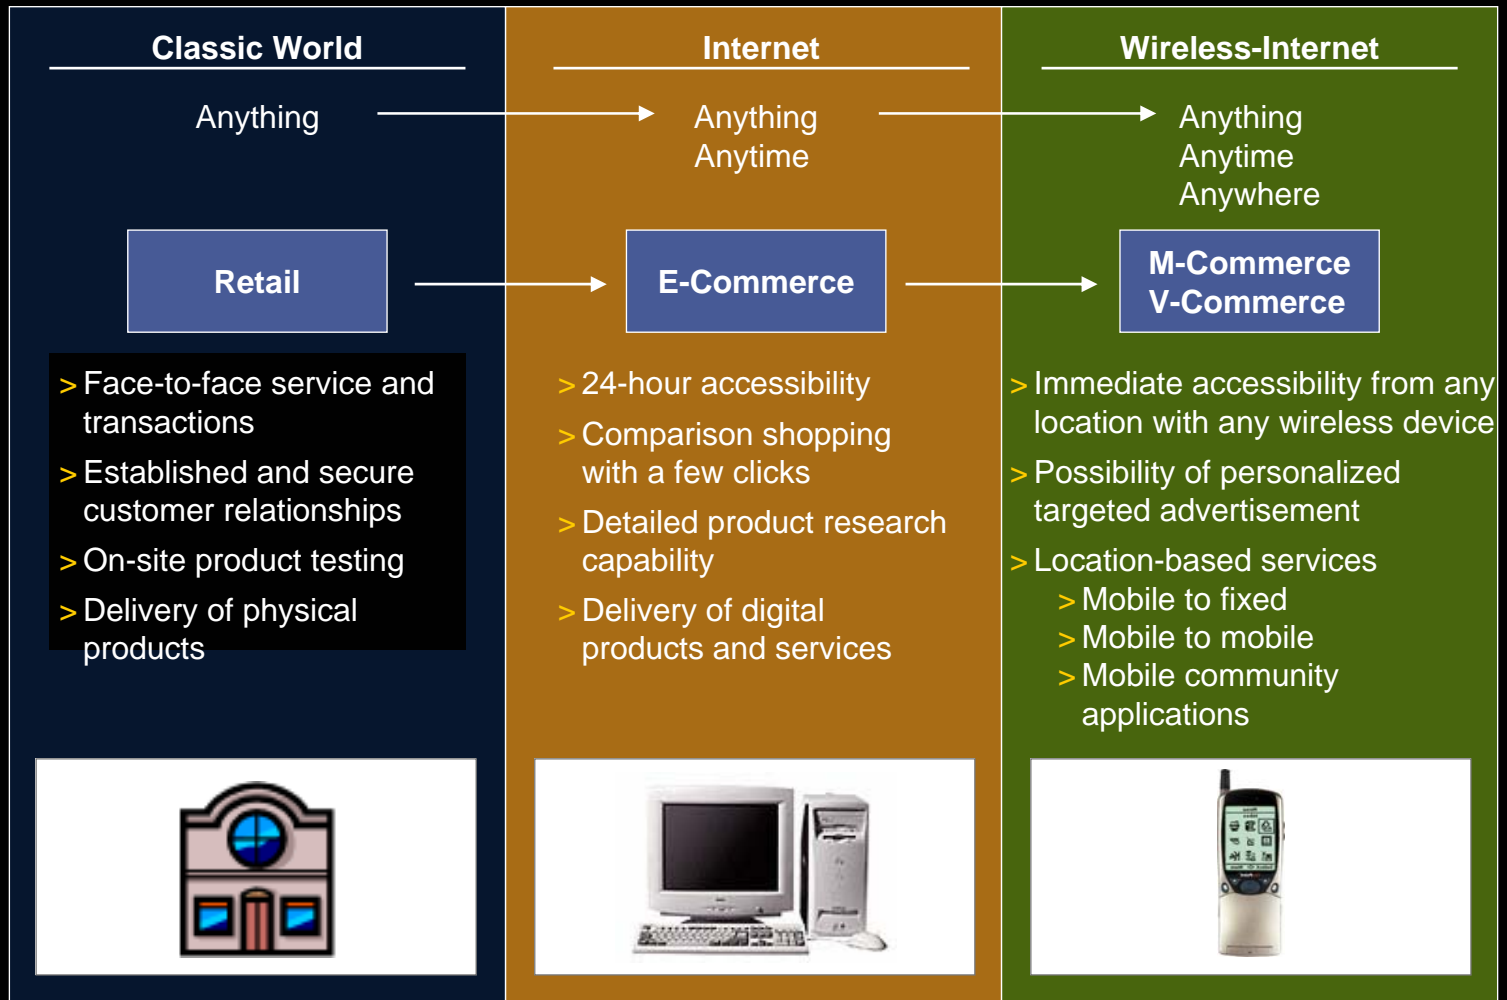 Classic World
Anything
Retail
> Face-to-face service and
transactions
> Established and secure
customer relationships
> On-site product testing
> Delivery of physical
products
Internet
Anything
Anytime
E-Commerce
> 24-hour accessibility
> Comparison shopping
with a few clicks
> Detailed product research
capability
> Delivery of digital
products and services
Wireless-Internet
Anything
Anytime
Anywhere
M-Commerce
V-Commerce
> Immediate accessibility from any
location with any wireless device
> Possibility of personalized
targeted advertisement
> Location-based services
> Mobile to fixed
> Mobile to mobile
> Mobile community
applications